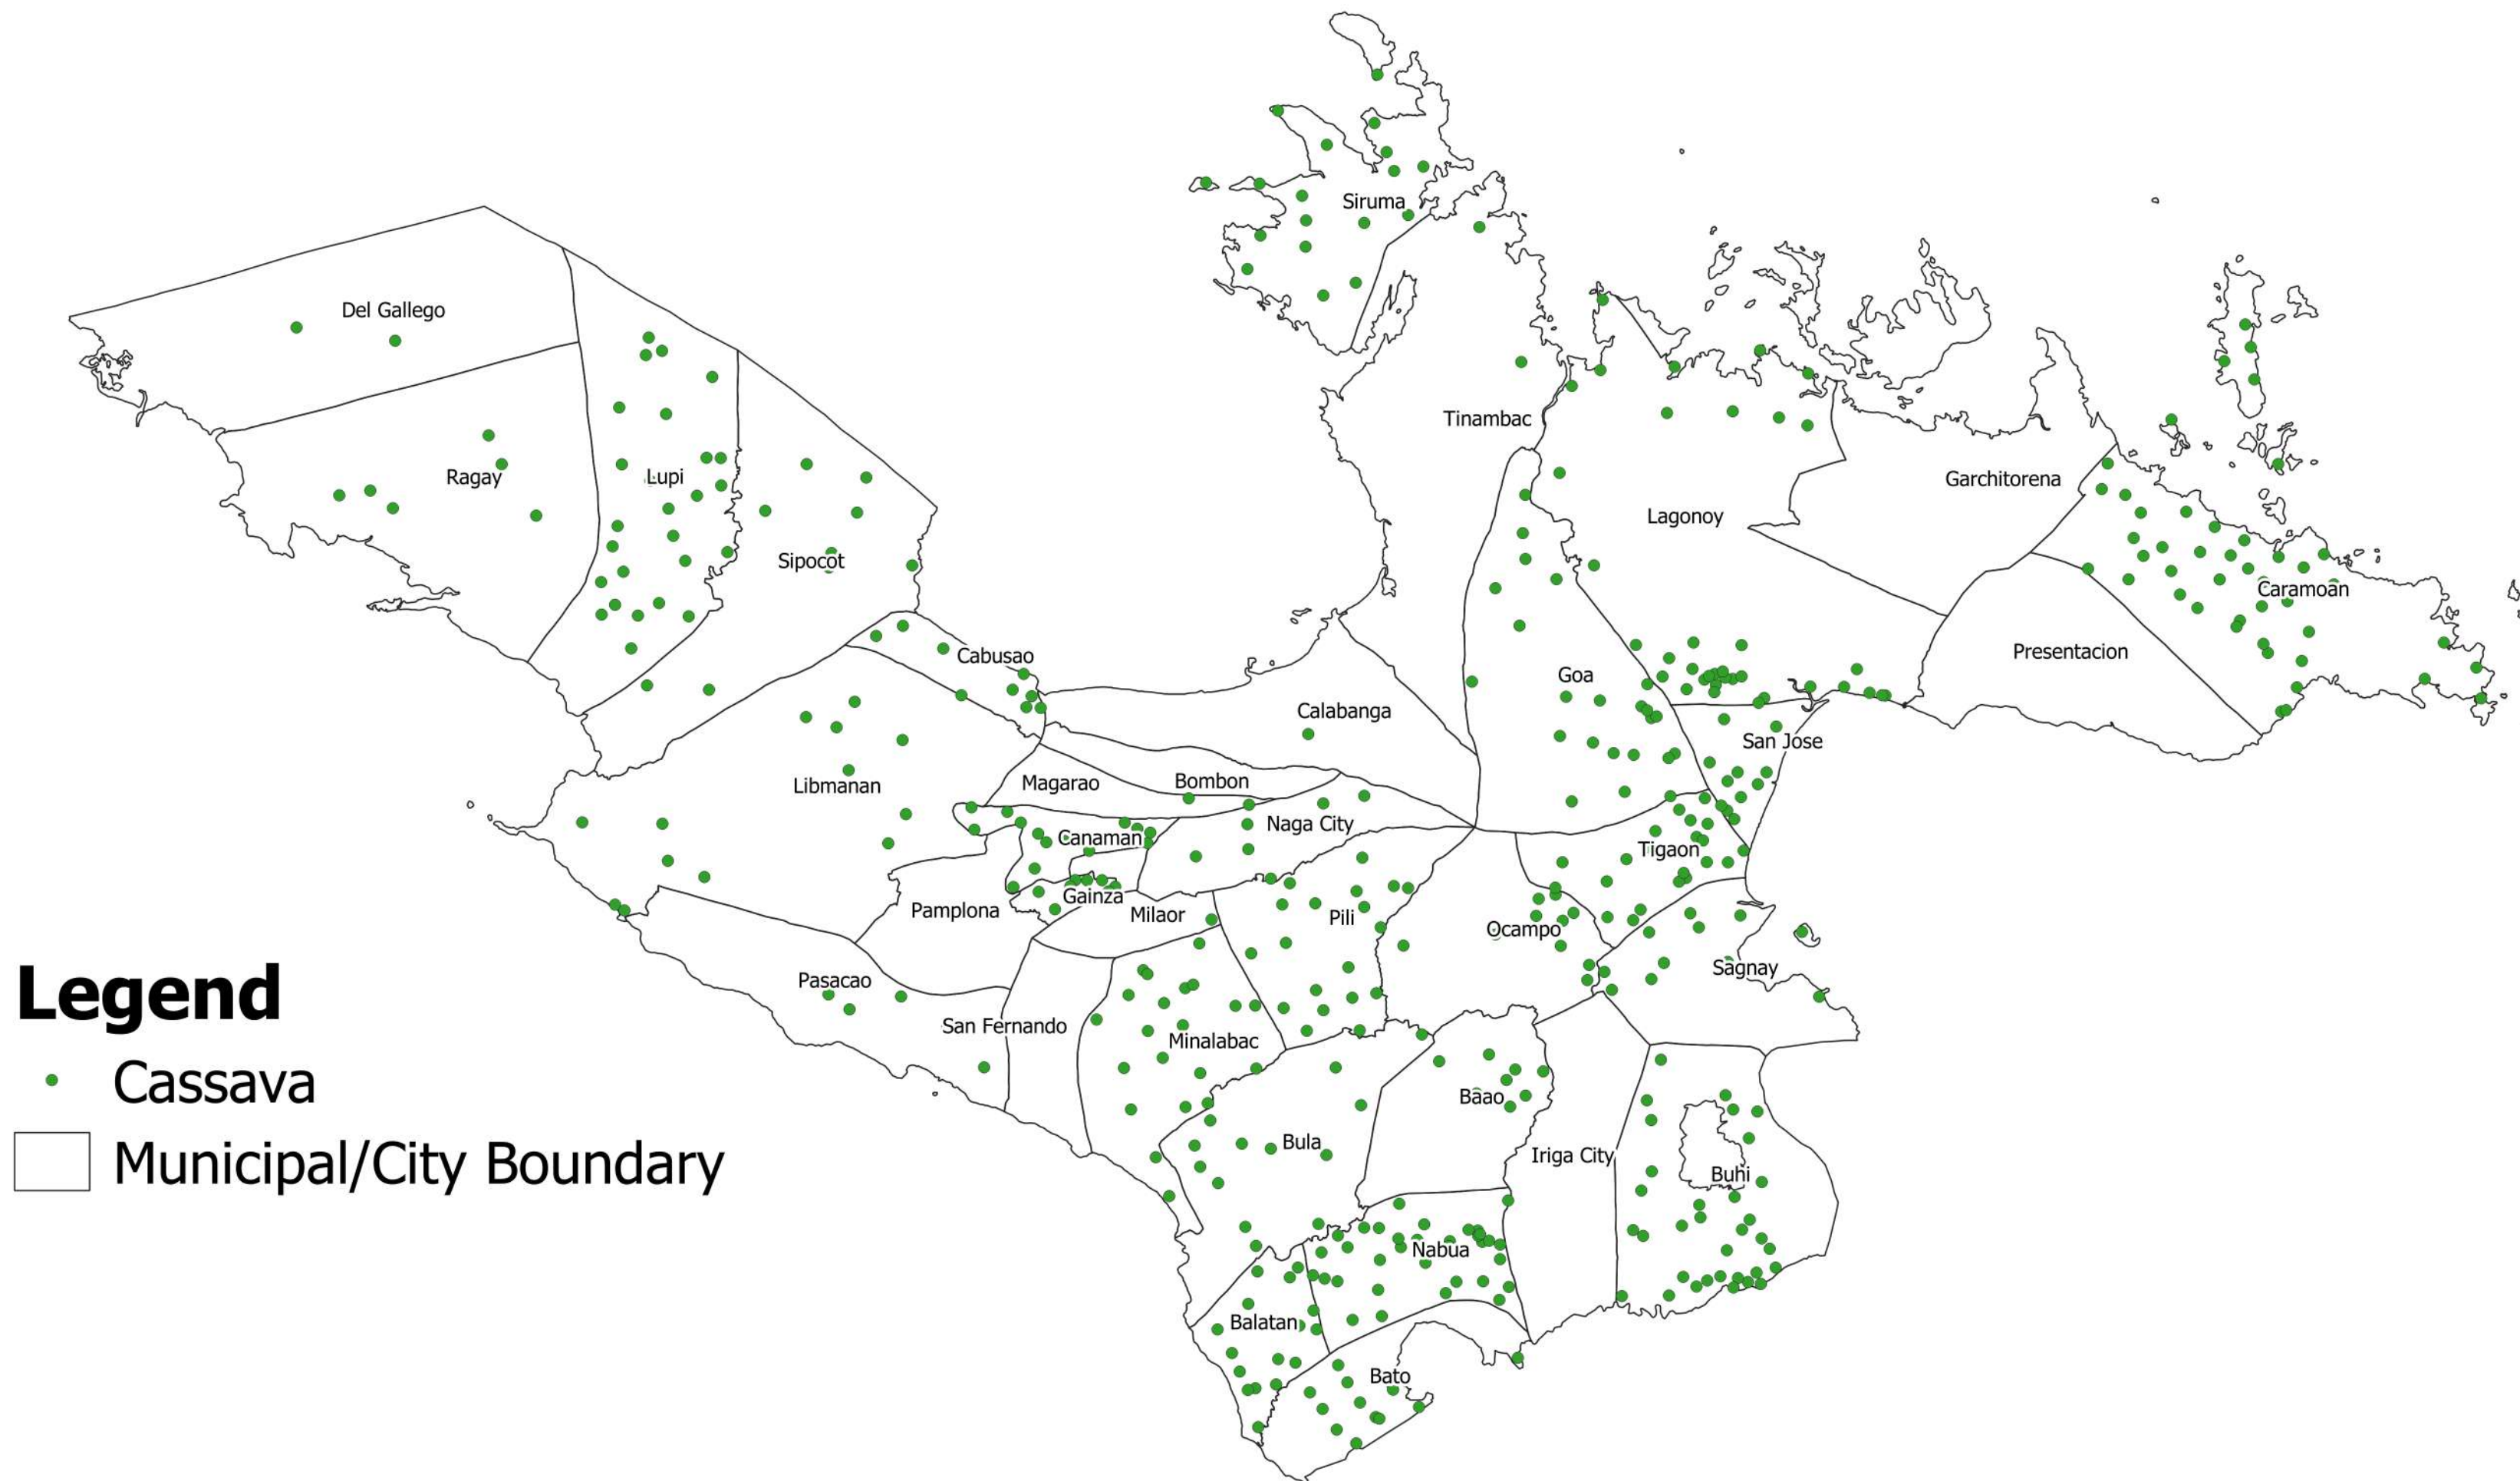 Siruma
Del Gallego
Tinambac
Ragay
Lupi
Garchitorena
Lagonoy
Sipocot
Caramoan
Cabusao
Presentacion
Goa
Calabanga
San Jose
Libmanan
Magarao
Bombon
Naga City
Canaman
Tigaon
Gainza
Pamplona
Milaor
Pili
Ocampo
Sagnay
Pasacao
San Fernando
Minalabac
Baao
Bula
Iriga City
Buhi
Nabua
Balatan
Bato
Legend
Cassava
Municipal/City Boundary